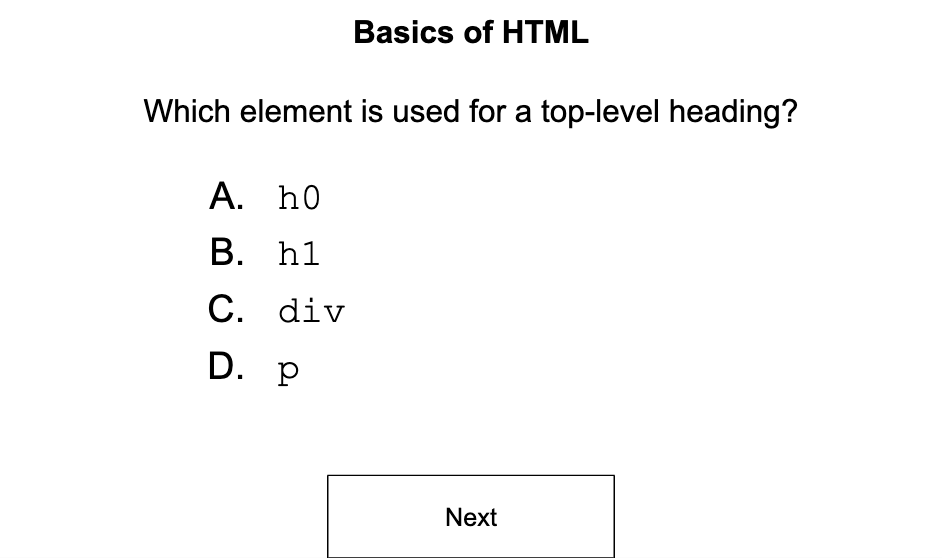 Basics of HTML
Which element is used for a top-level heading?
A. h0
B. h1
C. div
D. p
Next